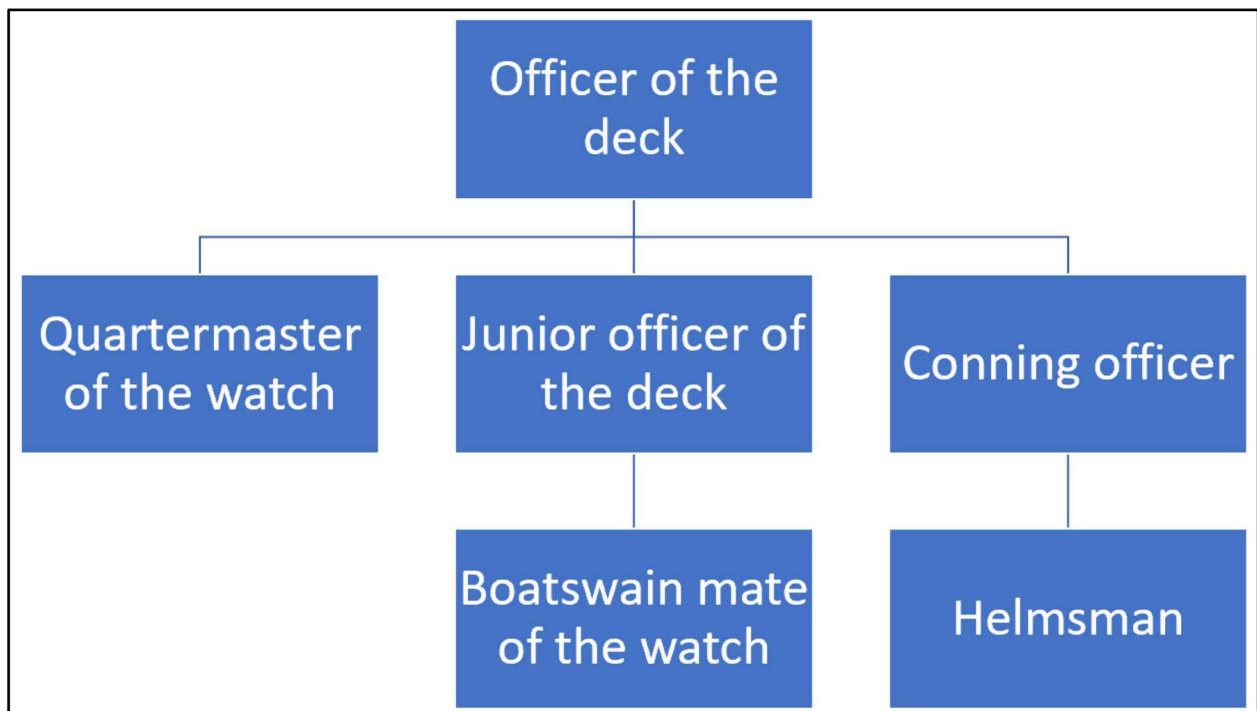 Officer of the
deck
Quartermaster
of the watch
Junior officer of
the deck
Conning officer
Boatswain mate
of the watch
Helmsman